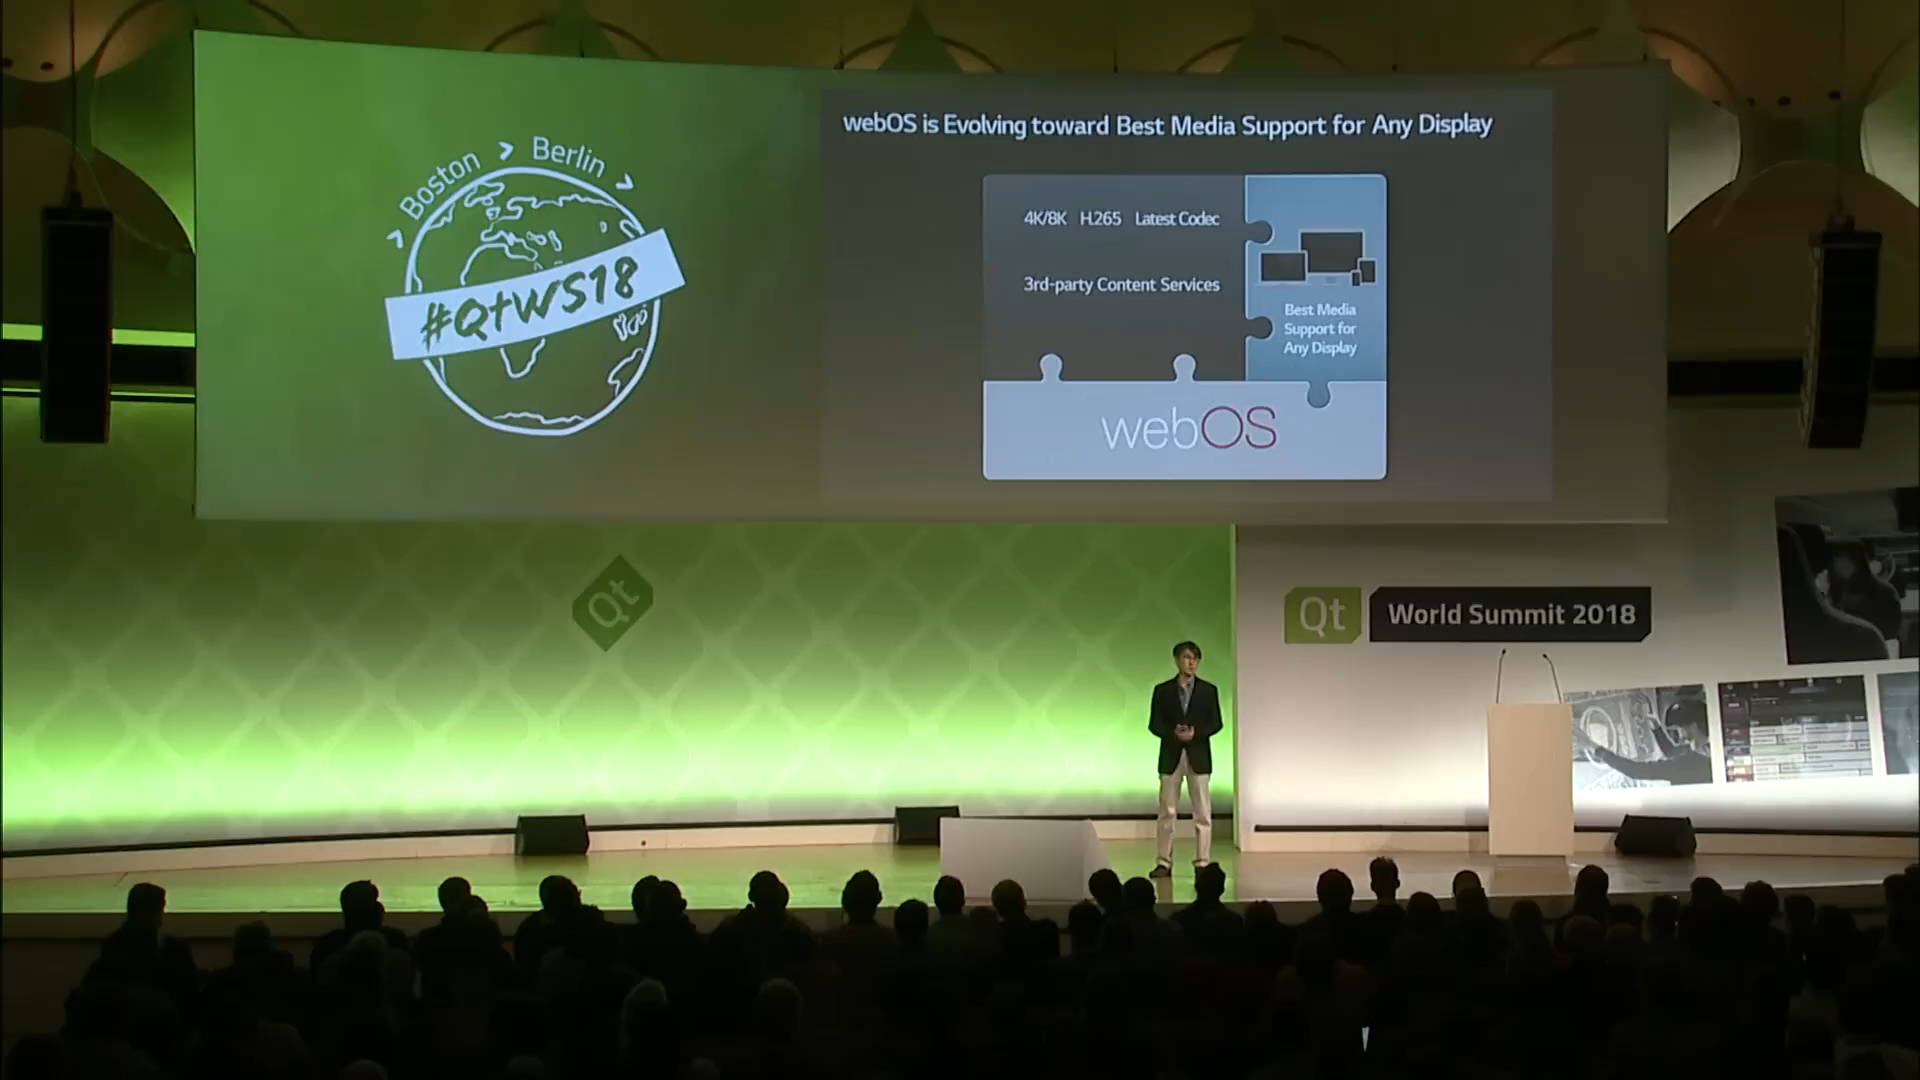 Boston > Berlin >
#QtWS18
webOS is Evolving toward Best Media Support for Any Display
4K/8K H.265 Latest Codec
3rd-party Content Services
Best Media
Support for
Any Display
webOS
Qt
Qt World Summit 2018